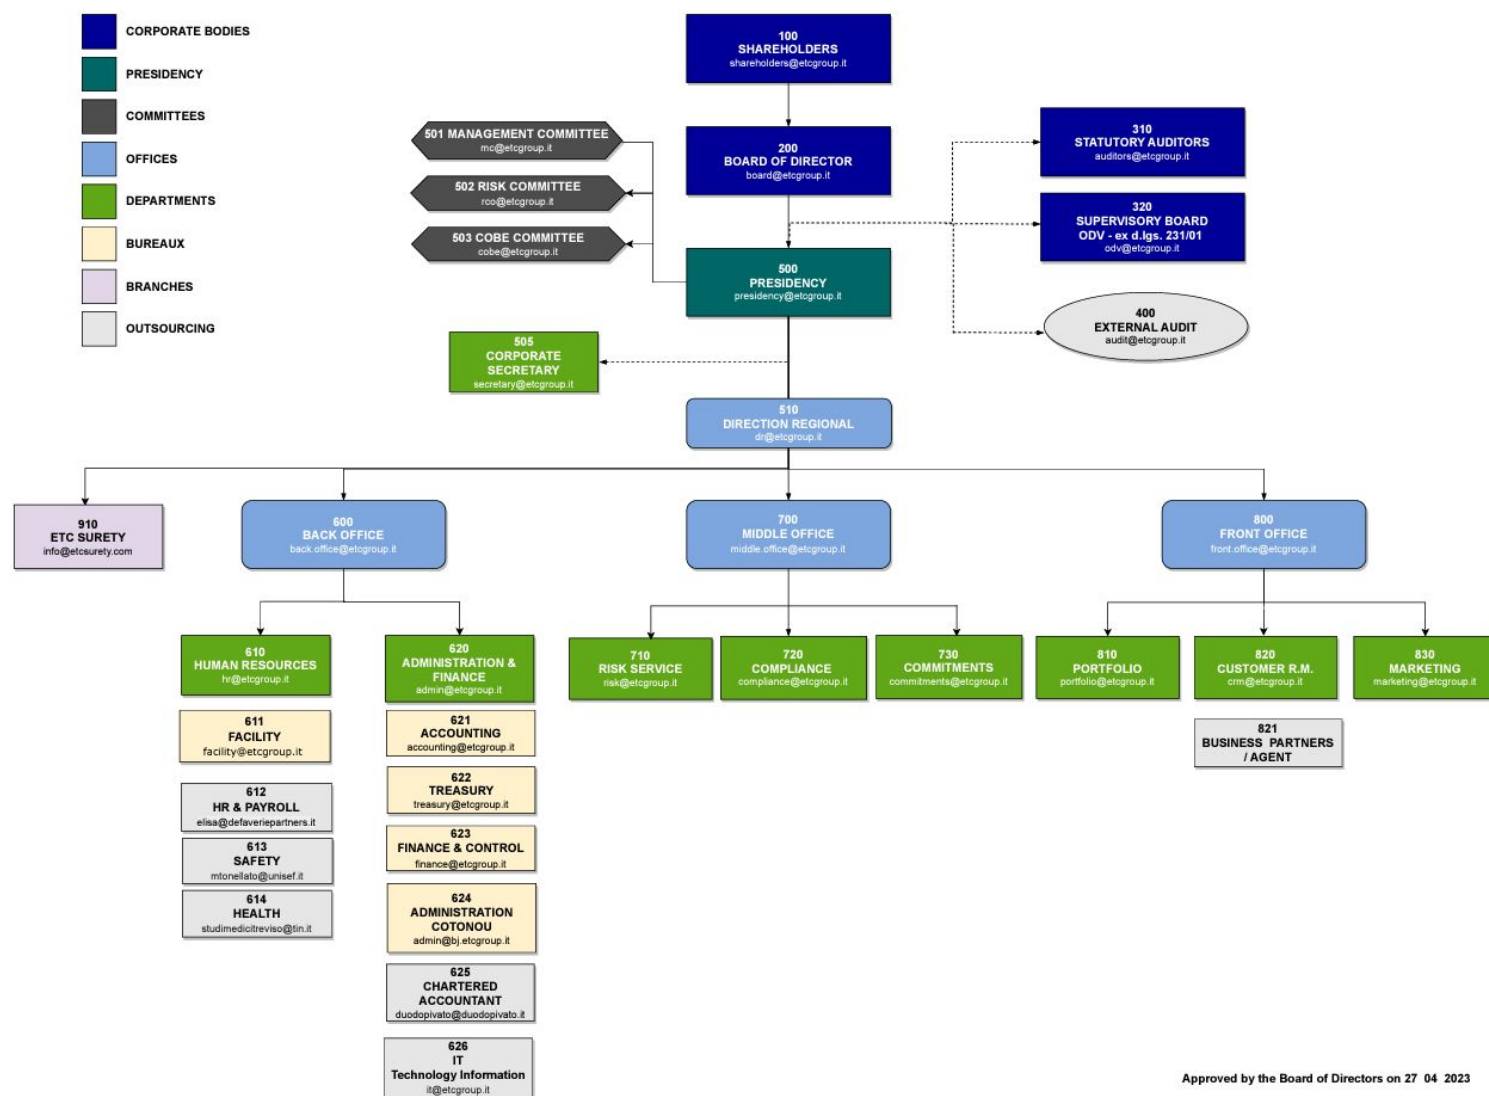 CORPORATE BODIES
PRESIDENCY
COMMITTEES
OFFICES
DEPARTMENTS
BUREAUX
BRANCHES
OUTSOURCING
100
SHAREHOLDERS
shareholders@etcgroup.it
501 MANAGEMENT COMMITTEE
mc@etcgroup.it
502 RISK COMMITTEE
rco@etcgroup.it
503 COBE COMMITTEE
cobe@etcgroup.it
200
BOARD OF DIRECTOR
board@etcgroup.it
310
STATUTORY AUDITORS
auditors@etcgroup.it
320
SUPERVISORY BOARD
ODV - ex d.lgs. 231/01
odv@etcgroup.it
500
PRESIDENCY
presidency@etcgroup.it
400
EXTERNAL AUDIT
audit@etcgroup.it
505
CORPORATE
SECRETARY
secretary@etcgroup.it
510
DIRECTION REGIONAL
dr@etcgroup.it
910
ETC SURETY
info@etcsurety.com
600
BACK OFFICE
back.office@etcgroup.it
700
MIDDLE OFFICE
middle.office@etcgroup.it
800
FRONT OFFICE
front.office@etcgroup.it
610
HUMAN RESOURCES
hr@etcgroup.it
620
ADMINISTRATION &
FINANCE
admin@etcgroup.it
710
RISK SERVICE
risk@etcgroup.it
720
COMPLIANCE
compliance@etcgroup.it
730
COMMITMENTS
commitments@etcgroup.it
810
PORTFOLIO
portfolio@etcgroup.it
820
CUSTOMER R.M.
crm@etcgroup.it
830
MARKETING
marketing@etcgroup.it
611
FACILITY
facility@etcgroup.it
612
HR & PAYROLL
elisa@defaveriepartners.it
613
SAFETY
mtonellato@unisef.it
614
HEALTH
studimedicitreviso@tin.it
621
ACCOUNTING
accounting@etcgroup.it
622
TREASURY
treasury@etcgroup.it
623
FINANCE & CONTROL
finance@etcgroup.it
624
ADMINISTRATION
COTONOU
admin@bj.etcgroup.it
625
CHARTERED
ACCOUNTANT
duodopivato@duodopivato.it
626
IT
Technology Information
it@etcgroup.it
821
BUSINESS PARTNERS
/ AGENT
Approved by the Board of Directors on 27 04 2023